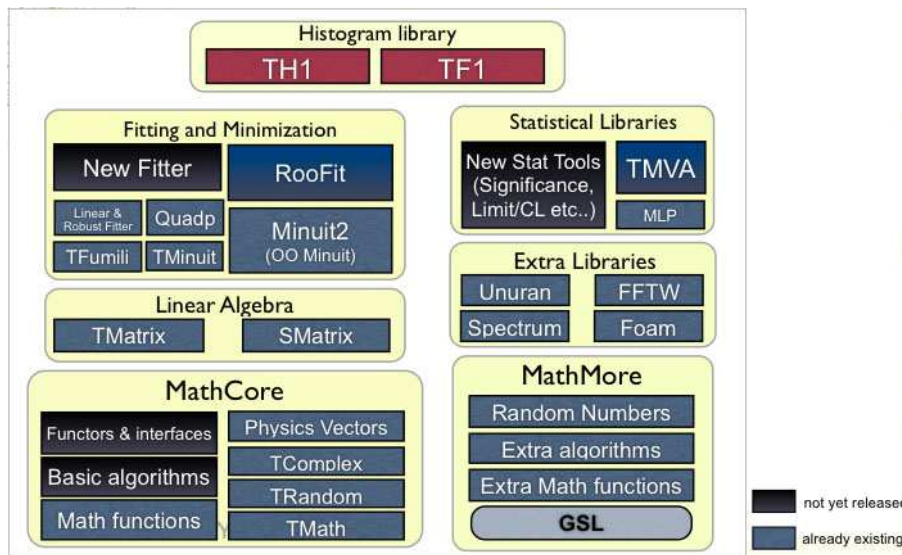 Histogram library
TH1
TF1
Fitting and Minimization
New Fitter
RooFit
Linear &
Robust Fitter
Quadp
Minuit2
(OO Minuit)
TFumili
TMinuit
Statistical Libraries
New Stat Tools
(Significance,
Limit/CL etc..)
TMVA
MLP
Extra Libraries
Unuran
FFTW
Spectrum
Foam
Linear Algebra
TMatrix
SMatrix
MathCore
Functors & interfaces
Physics Vectors
Basic algorithms
TComplex
TRandom
Math functions
TMath
MathMore
Random Numbers
Extra algorithms
Extra Math functions
GSL
not yet released
already existing